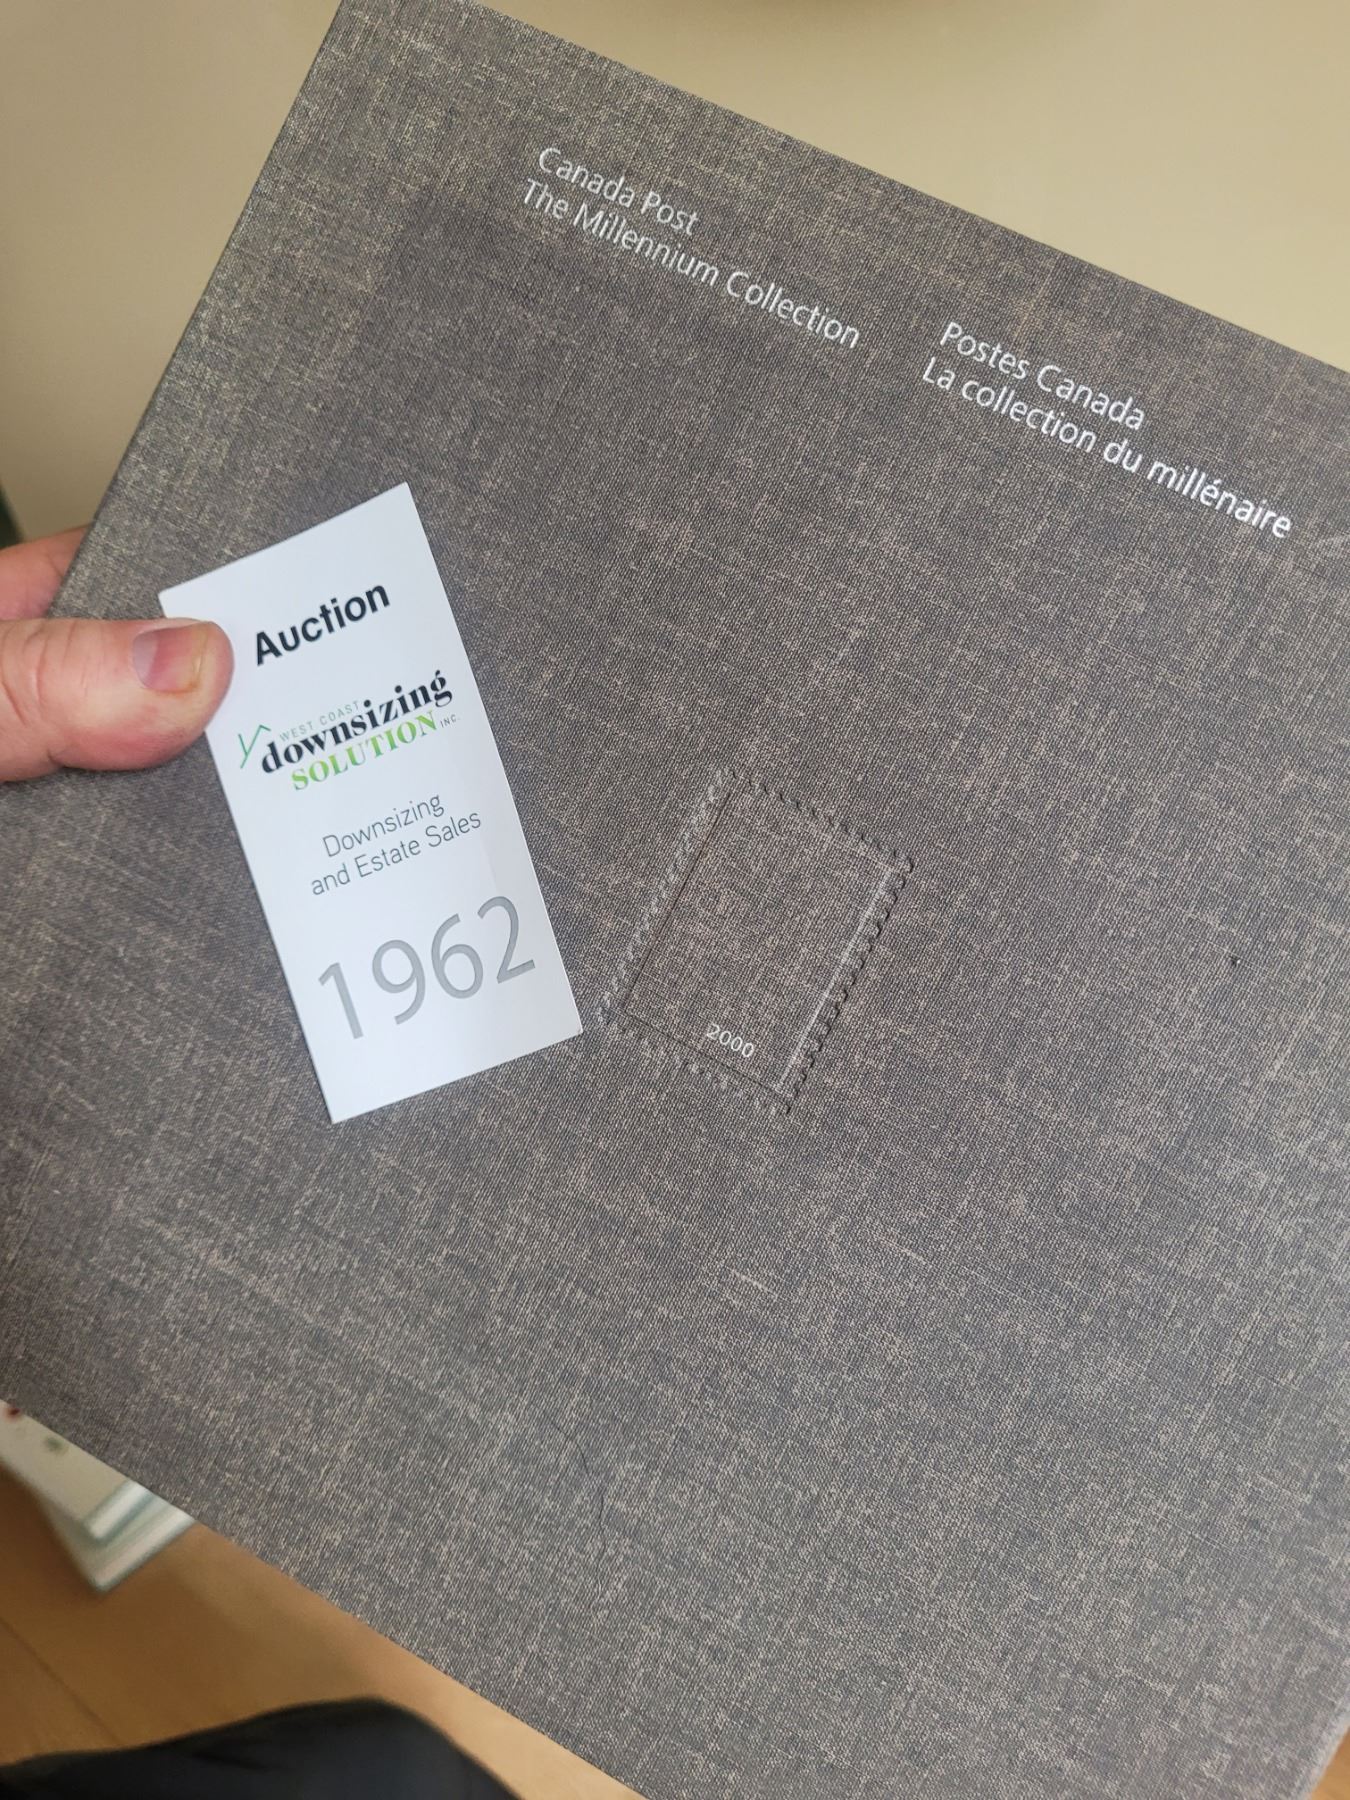 Canada Post
The Millennium Collection
Postes Canada
La collection du millénaire
Auction
WEST COAST
downsizing
SOLUTION INC.
Downsizing
and Estate Sales
1962
2000